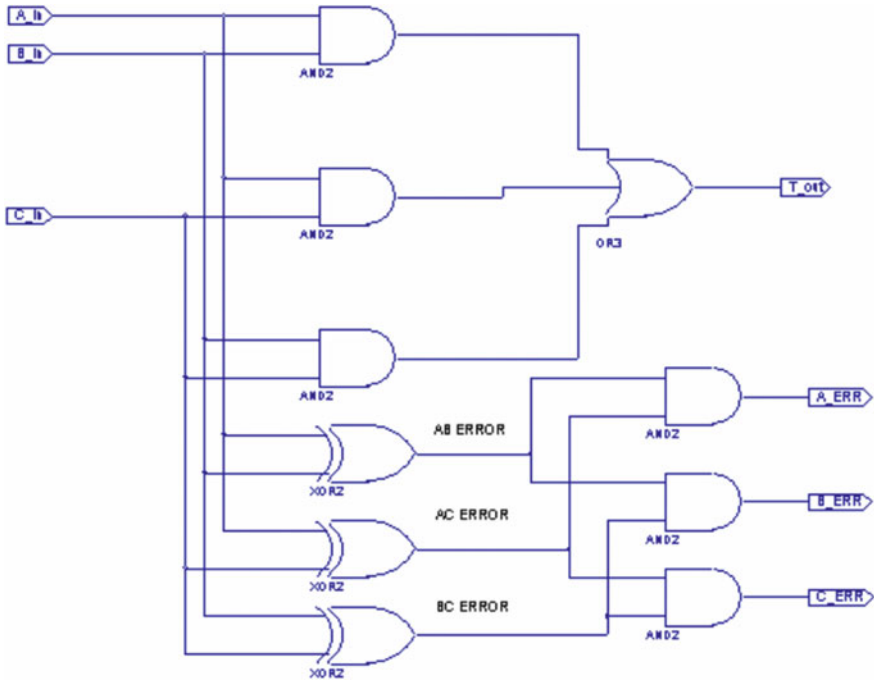 A_In
B_In
AND2
AND2
C_In
T_out
OR3
AND2
A_ERR
AB ERROR
AND2
XOR2
B_ERR
AC ERROR
AND2
XOR2
C_ERR
BC ERROR
AND2
XOR2